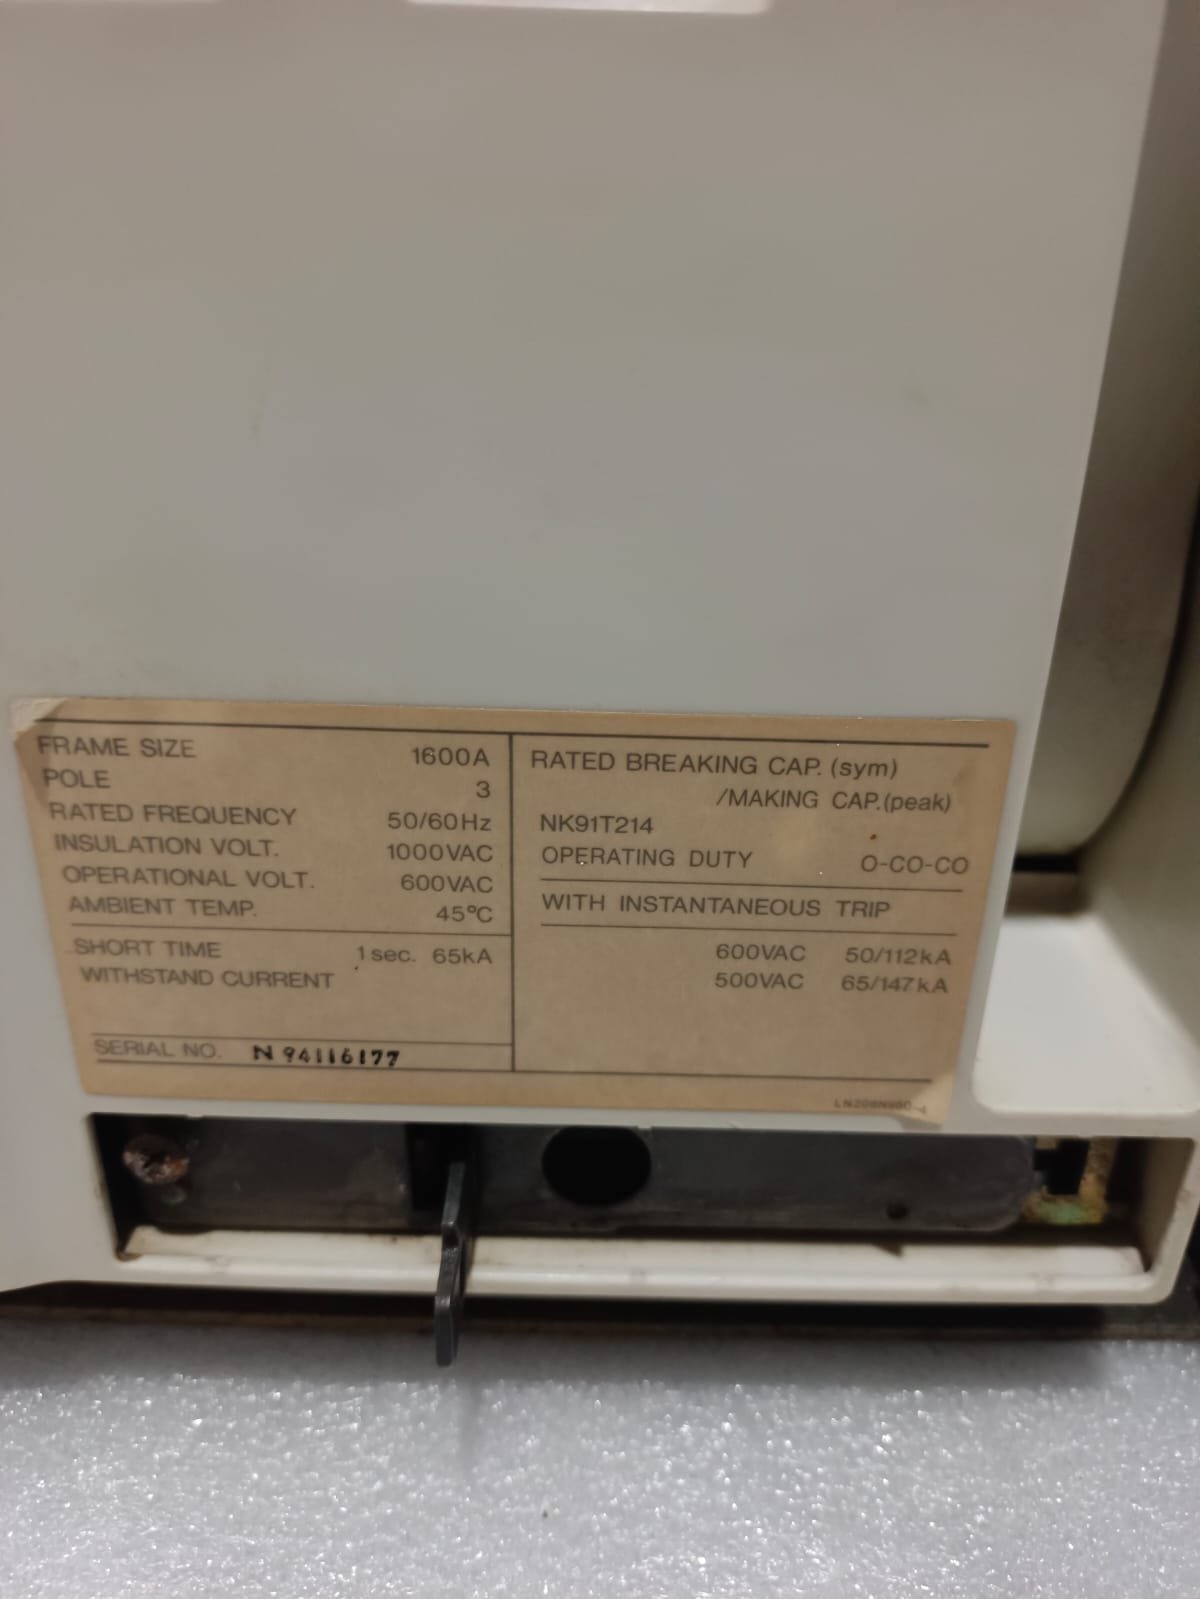 FRAME SIZE 1600A
POLE 3
RATED FREQUENCY 50/60Hz
INSULATION VOLT. 1000VAC
OPERATIONAL VOLT. 600VAC
AMBIENT TEMP. 45°C
SHORT TIME 1 sec. 65kA
WITHSTAND CURRENT
SERIAL NO. N 94116177
RATED BREAKING CAP. (sym)
/MAKING CAP.(peak)
NK91T214
OPERATING DUTY O-CO-CO
WITH INSTANTANEOUS TRIP
600VAC 50/112kA
500VAC 65/147kA